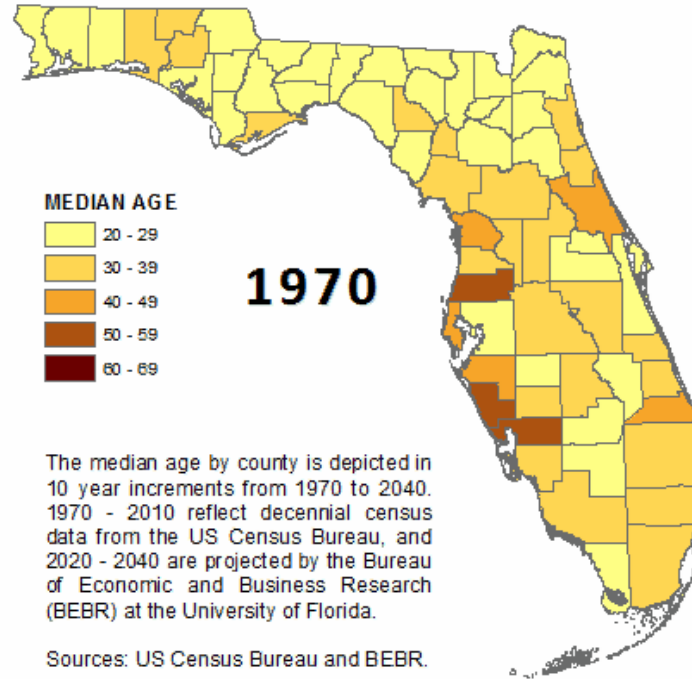 MEDIAN AGE
20 - 29
30 - 39
40 - 49
50 - 59
60 - 69
1970
The median age by county is depicted in
10 year increments from 1970 to 2040.
1970 - 2010 reflect decennial census
data from the US Census Bureau, and
2020 - 2040 are projected by the Bureau
of Economic and Business Research
(BEBR) at the University of Florida.
Sources: US Census Bureau and BEBR.